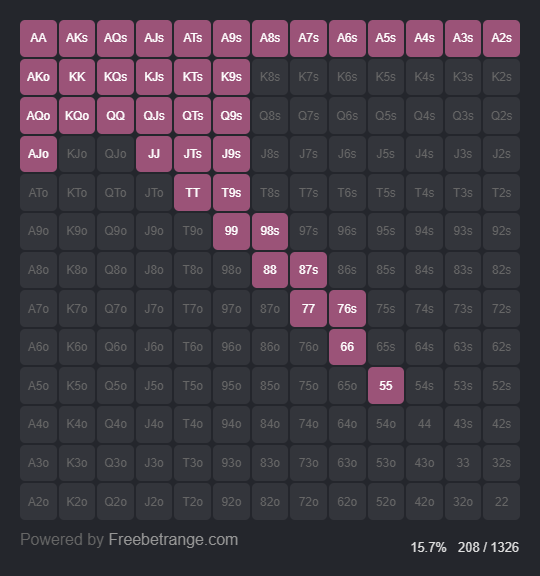 AA AKs AQs AJs ATs A9s A8s A7s A6s A5s A4s A3s A2s
AKo KK KQs KJs KTs K9s K8s K7s K6s K5s K4s K3s K2s
AQo KQo QQ QJs QTs Q9s Q8s Q7s Q6s Q5s Q4s Q3s Q2s
AJo KJo QJo JJ JTs J9s J8s J7s J6s J5s J4s J3s J2s
ATo KTo QTo JTo TT T9s T8s T7s T6s T5s T4s T3s T2s
A9o K9o Q9o J9o T9o 99 98s 97s 96s 95s 94s 93s 92s
A8o K8o Q8o J8o T8o 98o 88 87s 86s 85s 84s 83s 82s
A7o K7o Q7o J7o T7o 97o 87o 77 76s 75s 74s 73s 72s
A6o K6o Q6o J6o T6o 96o 86o 76o 66 65s 64s 63s 62s
A5o K5o Q5o J5o T5o 95o 85o 75o 65o 55 54s 53s 52s
A4o K4o Q4o J4o T4o 94o 84o 74o 64o 54o 44 43s 42s
A3o K3o Q3o J3o T3o 93o 83o 73o 63o 53o 43o 33 32s
A2o K2o Q2o J2o T2o 92o 82o 72o 62o 52o 42o 32o 22
Powered by Freebetrange.com
15.7% 208 / 1326